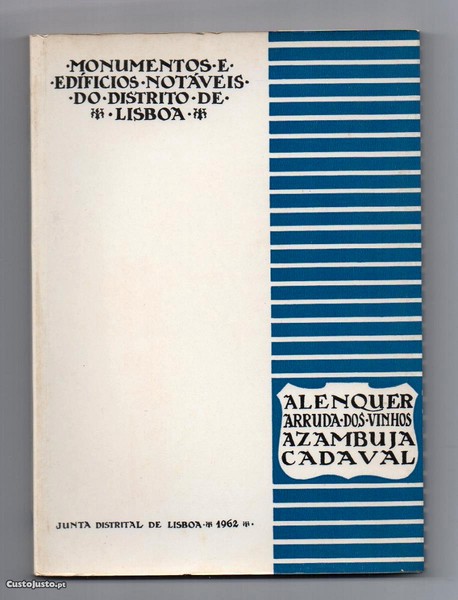 ·MONUMENTOS·E·
·EDÍFICIOS·NOTÁVEIS·
·DO·DISTRITO·DE·
·LISBOA·
ALENQUER
ARRUDA·DOS·VINHOS
AZAMBUJA
CADAVAL
JUNTA DISTRITAL DE LISBOA·1962·
CustoJusto.pt